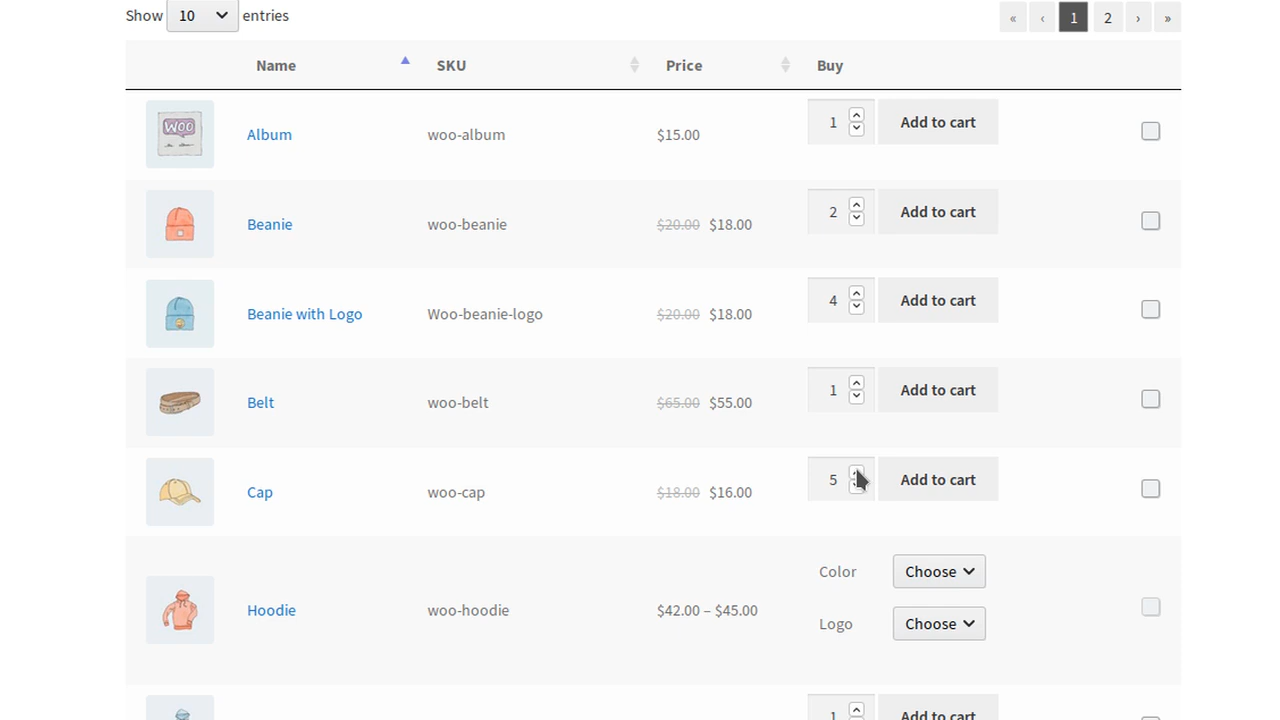 Show 10 entries « ‹ 1 2 › »
Name SKU Price Buy
WOO
Album woo-album $15.00 1 Add to cart
Beanie woo-beanie $20.00 $18.00 2 Add to cart
Beanie with Logo Woo-beanie-logo $20.00 $18.00 4 Add to cart
Belt woo-belt $65.00 $55.00 1 Add to cart
Cap woo-cap $18.00 $16.00 5 Add to cart
Color Choose
Hoodie woo-hoodie $42.00 – $45.00
Logo Choose
1 Add to cart